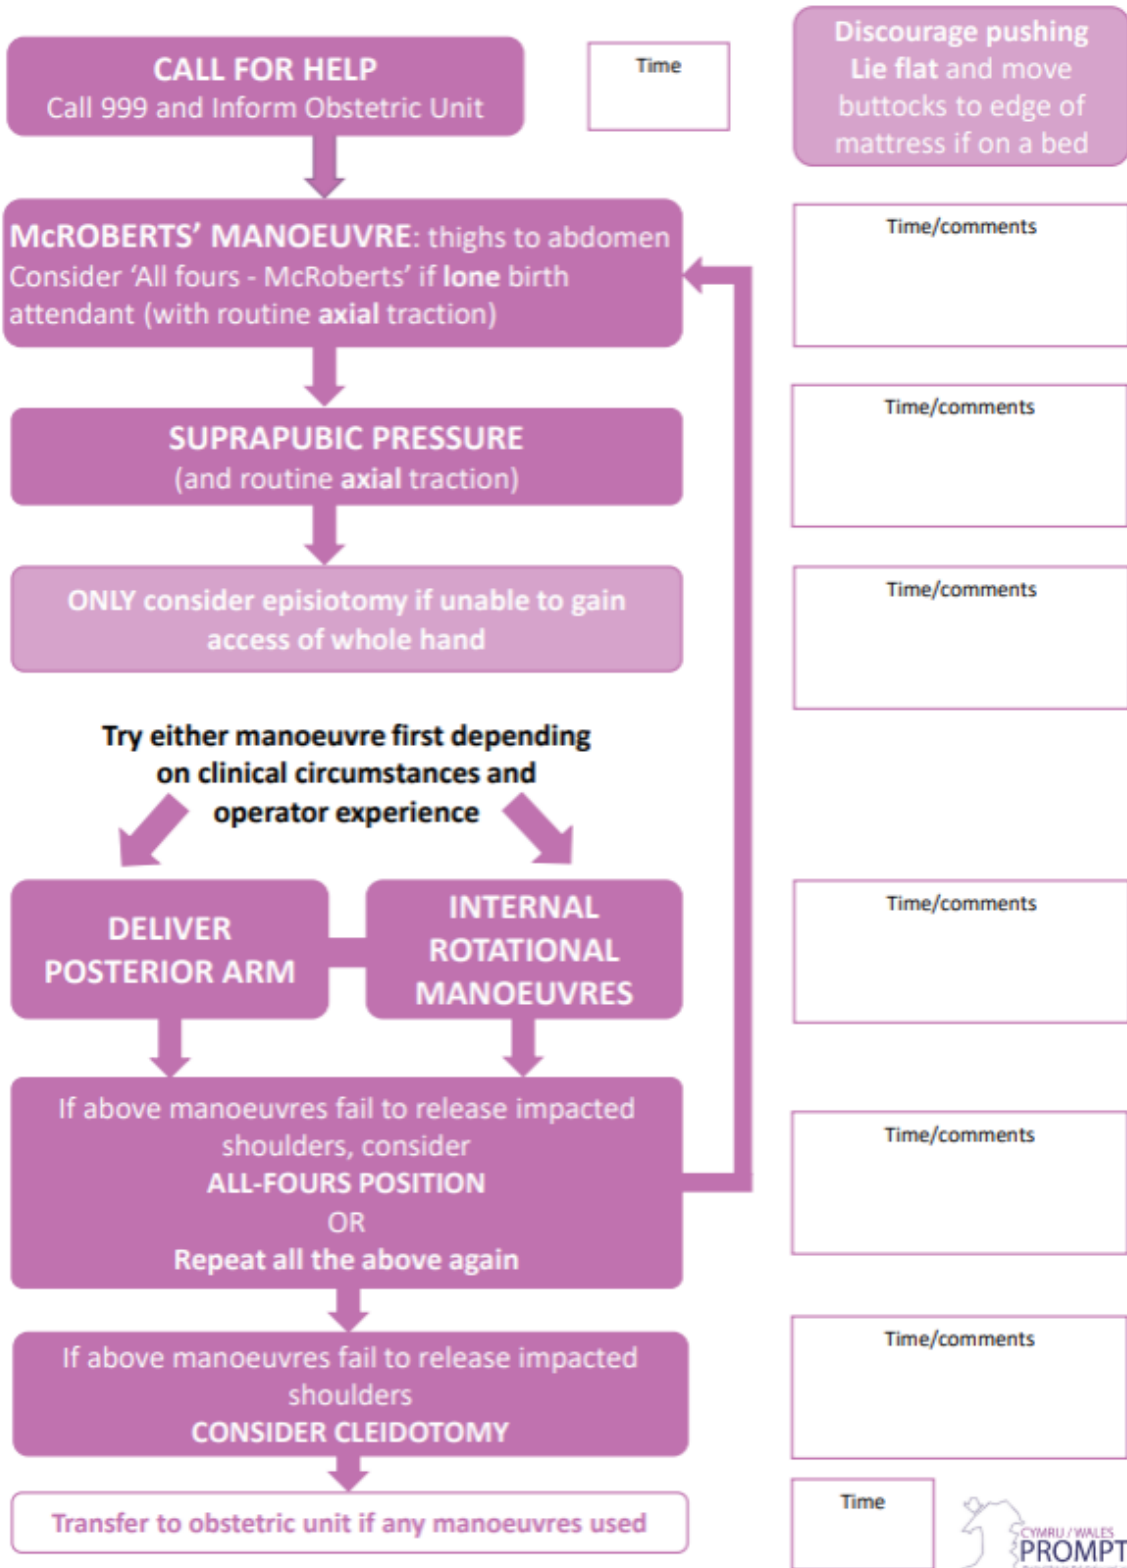 CALL FOR HELP
Call 999 and Inform Obstetric Unit
Time
Discourage pushing
Lie flat and move
buttocks to edge of
mattress if on a bed
McROBERTS’ MANOEUVRE: thighs to abdomen
Consider ‘All fours - McRoberts’ if lone birth
attendant (with routine axial traction)
Time/comments
SUPRAPUBIC PRESSURE
(and routine axial traction)
Time/comments
ONLY consider episiotomy if unable to gain
access of whole hand
Time/comments
Try either manoeuvre first depending
on clinical circumstances and
operator experience
DELIVER
POSTERIOR ARM
INTERNAL
ROTATIONAL
MANOEUVRES
Time/comments
If above manoeuvres fail to release impacted
shoulders, consider
ALL-FOURS POSITION
OR
Repeat all the above again
Time/comments
If above manoeuvres fail to release impacted
shoulders
CONSIDER CLEIDOTOMY
Time/comments
Transfer to obstetric unit if any manoeuvres used
Time
CYMRU / WALES
PROMPT